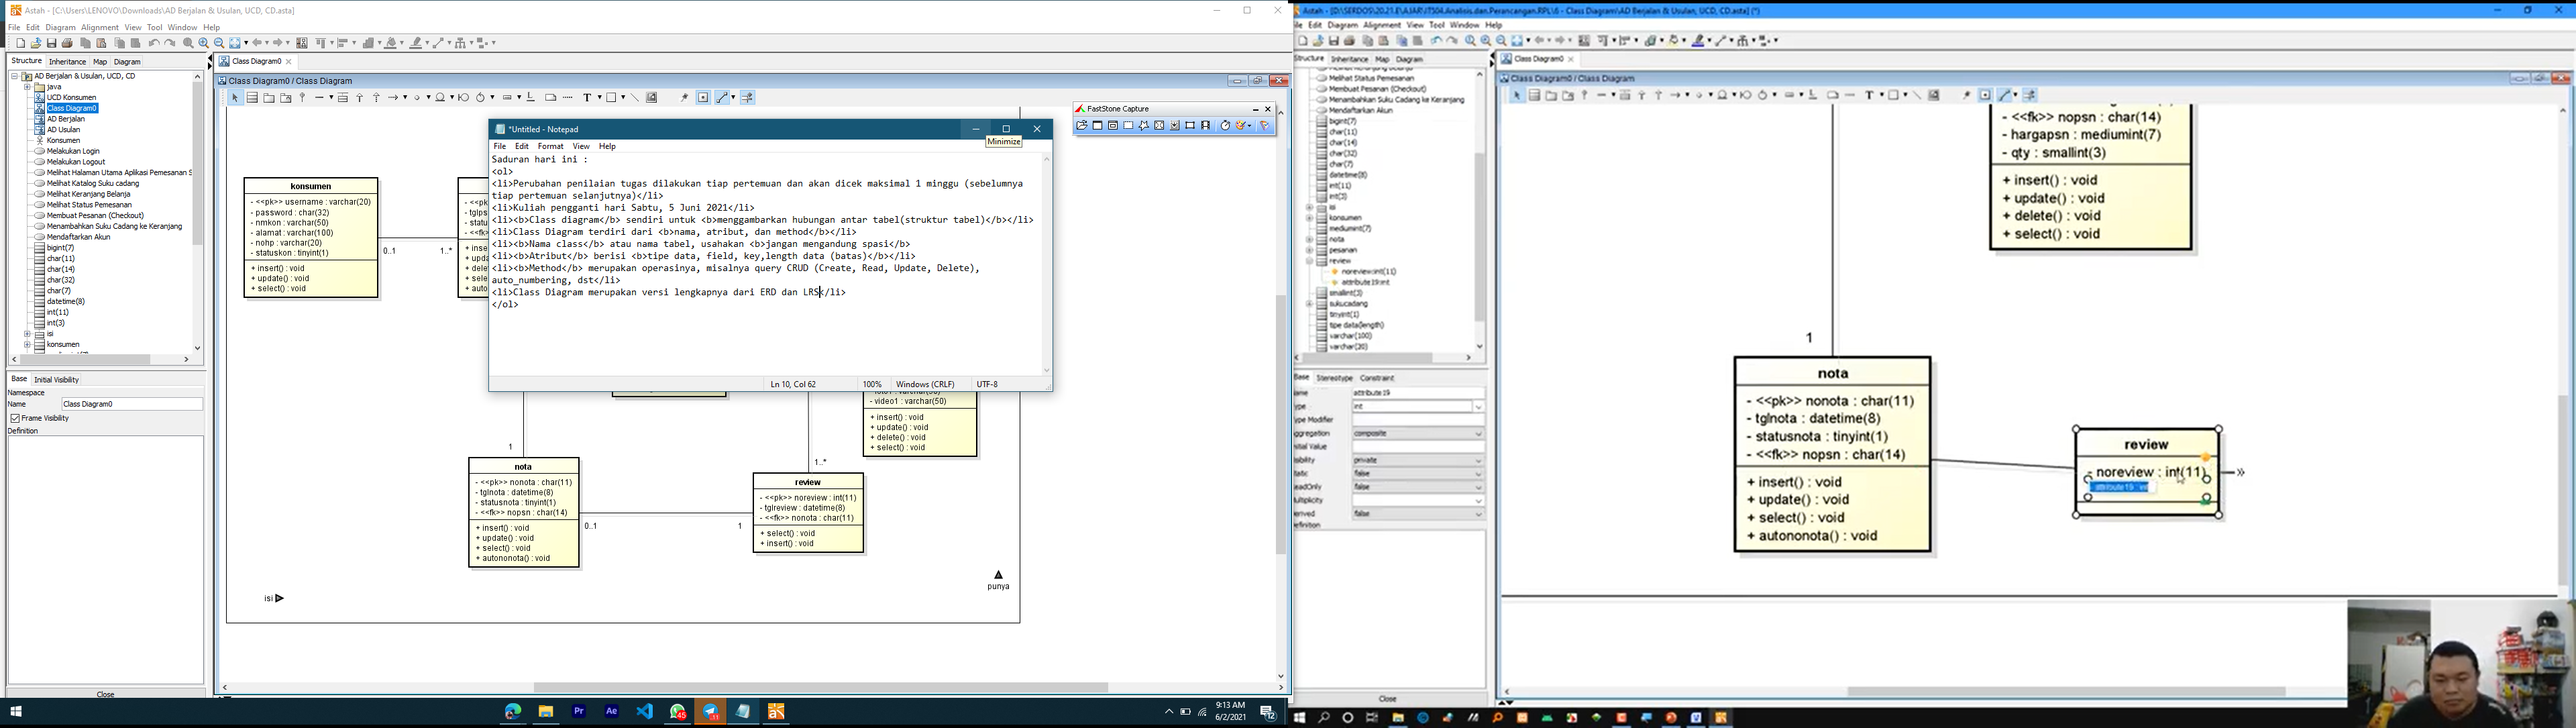 Astah - [C:\Users\LENOVO\Downloads\AD Berjalan & Usulan, UCD, CD.asta]
File Edit Diagram Alignment View Tool Window Help
Structure Inheritance Map Diagram
AD Berjalan & Usulan, UCD, CD
java
UCD Konsumen
Class Diagram0
AD Berjalan
AD Usulan
Konsumen
Melakukan Login
Melakukan Logout
Melihat Halaman Utama Aplikasi Pemesanan S
Melihat Katalog Suku cadang
Melihat Keranjang Belanja
Melihat Status Pemesanan
Membuat Pesanan (Checkout)
Menambahkan Suku Cadang ke Keranjang
Mendaftarkan Akun
bigint(7)
char(11)
char(14)
char(32)
char(7)
datetime(8)
int(11)
int(3)
isi
konsumen
Base Initial Visibility
Namespace
Name Class Diagram0
Frame Visibility
Definition
Close
Class Diagram0
Class Diagram0 / Class Diagram
FastStone Capture
konsumen
- <<pk>> username : varchar(20)
- password : char(32)
- nmkon : varchar(50)
- alamat : varchar(100)
- nohp : varchar(20)
- statuskon : tinyint(1)
+ insert() : void
+ update() : void
+ select() : void
0..1
1..*
*Untitled - Notepad
Minimize
File Edit Format View Help
Saduran hari ini :
<ol>
<li>Perubahan penilaian tugas dilakukan tiap pertemuan dan akan dicek maksimal 1 minggu (sebelumnya
tiap pertemuan selanjutnya)</li>
<li>Kuliah pengganti hari Sabtu, 5 Juni 2021</li>
<li><b>Class diagram</b> sendiri untuk <b>menggambarkan hubungan antar tabel(struktur tabel)</b></li>
<li>Class Diagram terdiri dari <b>nama, atribut, dan method</b></li>
<li><b>Nama class</b> atau nama tabel, usahakan <b>jangan mengandung spasi</b>
<li><b>Atribut</b> berisi <b>tipe data, field, key,length data (batas)</b></li>
<li><b>Method</b> merupakan operasinya, misalnya query CRUD (Create, Read, Update, Delete),
auto_numbering, dst</li>
<li>Class Diagram merupakan versi lengkapnya dari ERD dan LRS</li>
</ol>
Ln 10, Col 62 100% Windows (CRLF) UTF-8
- video1 : varchar(50)
+ insert() : void
+ update() : void
+ delete() : void
+ select() : void
1
1..*
nota
- <<pk>> nonota : char(11)
- tglnota : datetime(8)
- statusnota : tinyint(1)
- <<fk>> nopsn : char(14)
+ insert() : void
+ update() : void
+ select() : void
+ autononota() : void
0..1
1
review
- <<pk>> noreview : int(11)
- tglreview : datetime(8)
- <<fk>> nonota : char(11)
+ select() : void
+ insert() : void
isi
punya
9:13 AM
6/2/2021
Astah - [D:\SERDOS\20.21.E\AJAR\IT504.Analisis.dan.Perancangan.RPL\8 - Class Diagram\AD Berjalan & Usulan, UCD, CD.asta] (*)
File Edit Diagram Alignment View Tool Window Help
Structure Inheritance Map Diagram
Melihat Status Pemesanan
Membuat Pesanan (Checkout)
Menambahkan Suku Cadang ke Keranjang
Mendaftarkan Akun
bigint(7)
char(11)
char(14)
char(32)
char(7)
datetime(8)
int(11)
int(3)
isi
konsumen
mediumint(7)
nota
pesanan
review
noreview:int(11)
attribute19:int
smallint(3)
sukucadang
tinyint(1)
tipe data(length)
varchar(100)
varchar(20)
Base Stereotype Constraint
attribute19
int
Type Modifier
composite
private
false
false
false
Close
Class Diagram0
Class Diagram0 / Class Diagram
- <<fk>> nopsn : char(14)
- hargapsn : mediumint(7)
- qty : smallint(3)
+ insert() : void
+ update() : void
+ delete() : void
+ select() : void
1
nota
- <<pk>> nonota : char(11)
- tglnota : datetime(8)
- statusnota : tinyint(1)
- <<fk>> nopsn : char(14)
+ insert() : void
+ update() : void
+ select() : void
+ autononota() : void
review
- noreview : int(11)
- attribute19 : int